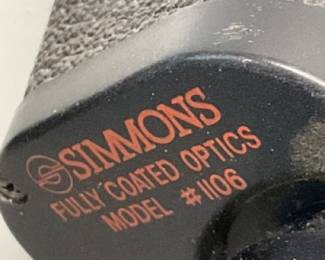 SIMMONS
FULLY COATED OPTICS
MODEL #1106